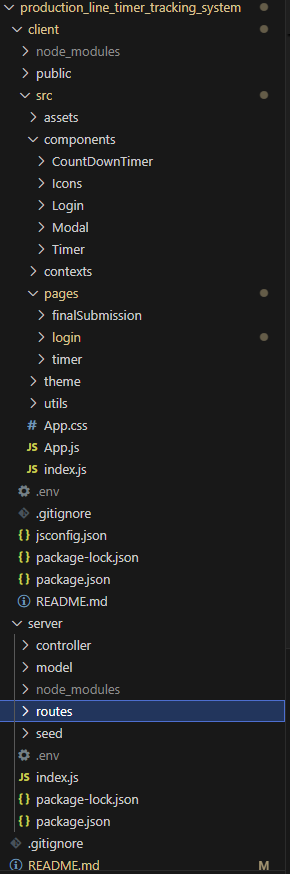 production_line_timer_tracking_system
client
node_modules
public
src
assets
components
CountDownTimer
Icons
Login
Modal
Timer
contexts
pages
finalSubmission
login
timer
theme
utils
# App.css
JS App.js
JS index.js
.env
.gitignore
{} jsconfig.json
{} package-lock.json
{} package.json
README.md
server
controller
model
node_modules
routes
seed
.env
JS index.js
{} package-lock.json
{} package.json
.gitignore
README.md M